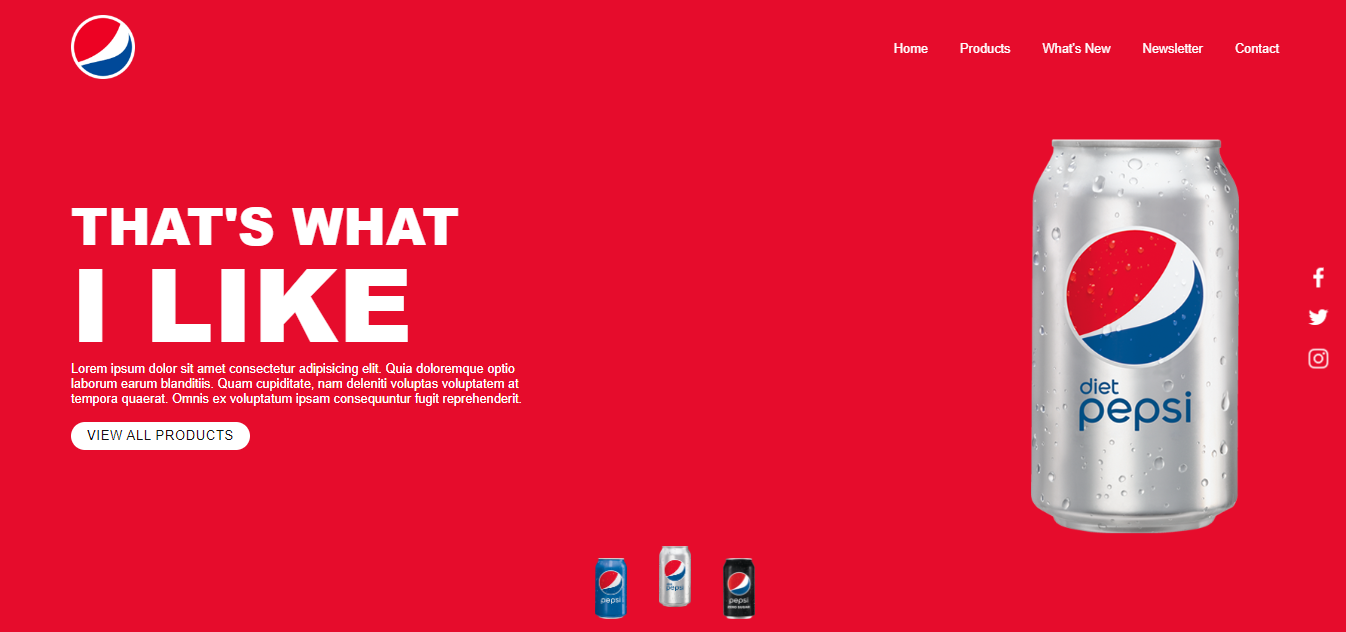 Home Products What's New Newsletter Contact
THAT'S WHAT
I LIKE
Lorem ipsum dolor sit amet consectetur adipisicing elit. Quia doloremque optio
laborum earum blanditiis. Quam cupiditate, nam deleniti voluptas voluptatem at
tempora quaerat. Omnis ex voluptatum ipsam consequuntur fugit reprehenderit.
VIEW ALL PRODUCTS
diet
pepsi
pepsi
diet
pepsi
pepsi
ZERO SUGAR